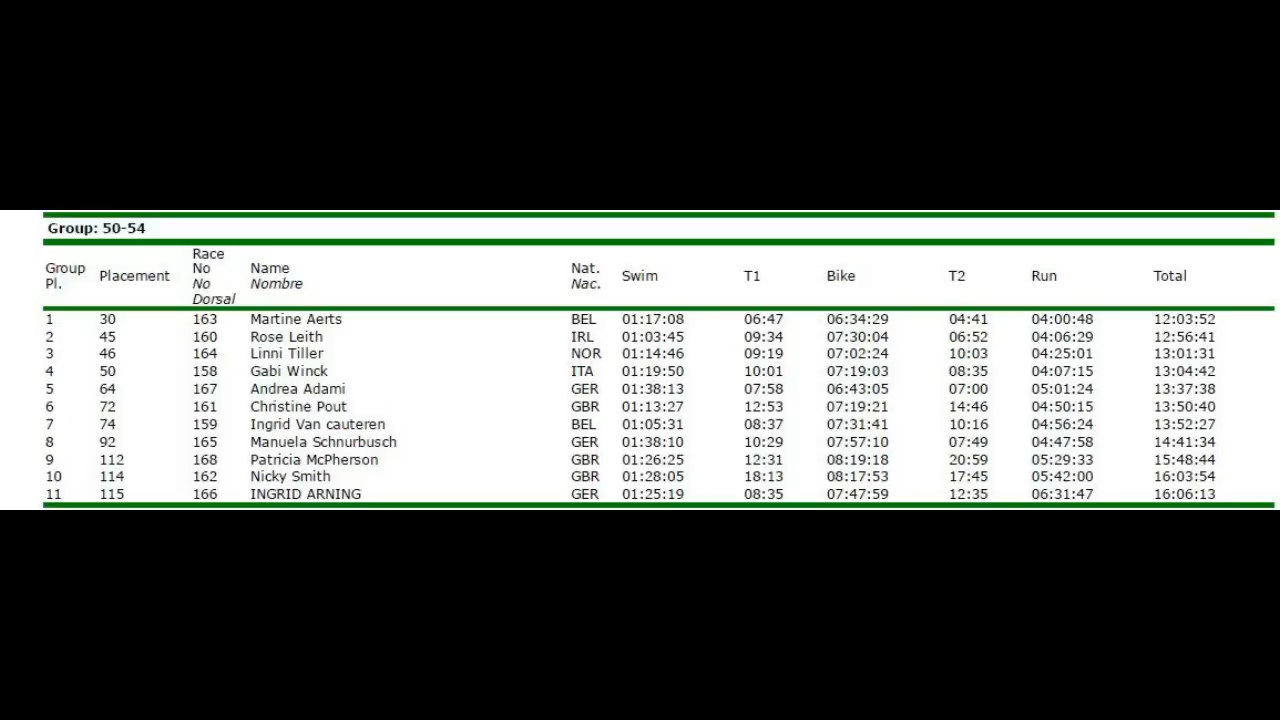 Group: 50-54
Group Pl. Placement Race No No Dorsal Name Nombre Nat. Nac. Swim T1 Bike T2 Run Total
1 30 163 Martine Aerts BEL 01:17:08 06:47 06:34:29 04:41 04:00:48 12:03:52
2 45 160 Rose Leith IRL 01:03:45 09:34 07:30:04 06:52 04:06:29 12:56:41
3 46 164 Linni Tiller NOR 01:14:46 09:19 07:02:24 10:03 04:25:01 13:01:31
4 50 158 Gabi Winck ITA 01:19:50 10:01 07:19:03 08:35 04:07:15 13:04:42
5 64 167 Andrea Adami GER 01:38:13 07:58 06:43:05 07:00 05:01:24 13:37:38
6 72 161 Christine Pout GBR 01:13:27 12:53 07:19:21 14:46 04:50:15 13:50:40
7 74 159 Ingrid Van cauteren BEL 01:05:31 08:37 07:31:41 10:16 04:56:24 13:52:27
8 92 165 Manuela Schnurbusch GER 01:38:10 10:29 07:57:10 07:49 04:47:58 14:41:34
9 112 168 Patricia McPherson GBR 01:26:25 12:31 08:19:18 20:59 05:29:33 15:48:44
10 114 162 Nicky Smith GBR 01:28:05 18:13 08:17:53 17:45 05:42:00 16:03:54
11 115 166 INGRID ARNING GER 01:25:19 08:35 07:47:59 12:35 06:31:47 16:06:13